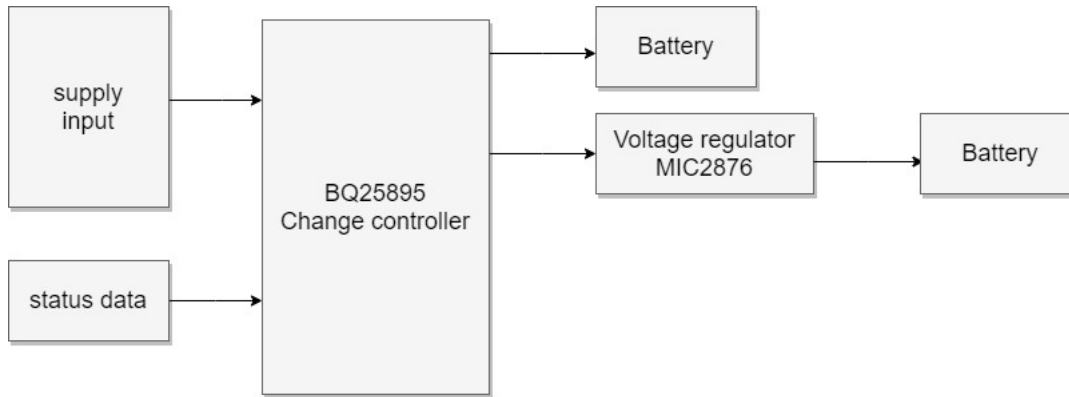 supply
input
status data
BQ25895
Change controller
Battery
Voltage regulator
MIC2876
Battery